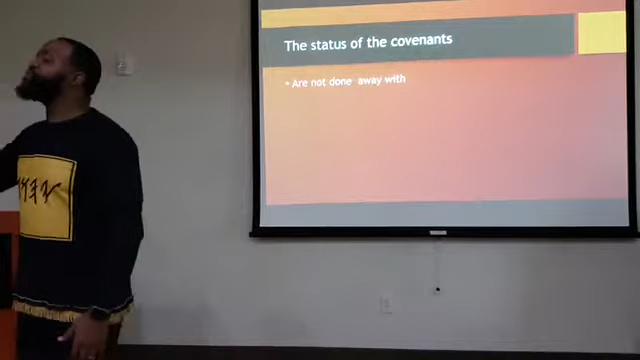 The status of the covenants
• Are not done away with